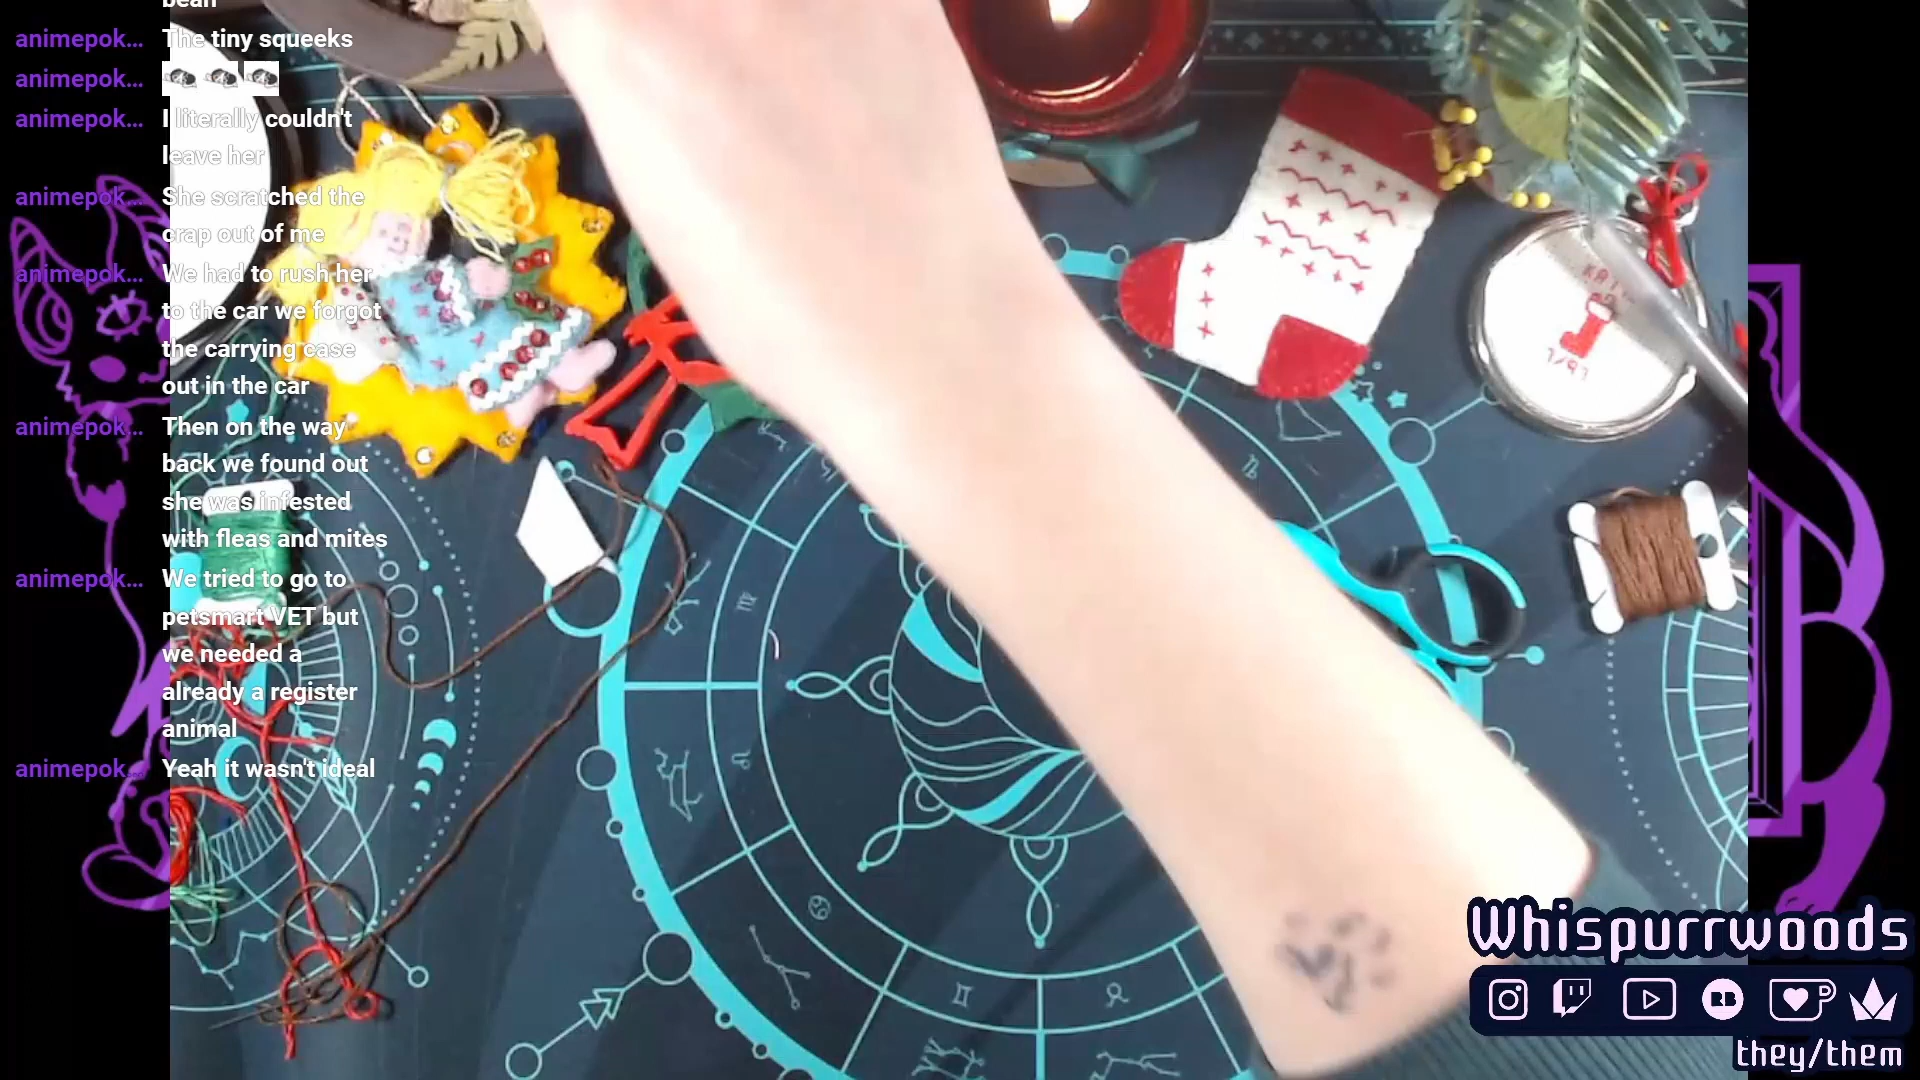 bean
animepok... The tiny squeeks
animepok...
animepok... I literally couldn't
leave her
animepok... She scratched the
crap out of me
animepok... We had to rush her
to the car we forgot
the carrying case
out in the car
animepok... Then on the way
back we found out
she was infested
with fleas and mites
animepok... We tried to go to
petsmart VET but
we needed a
already a register
animal
animepok... Yeah it wasn't ideal
Whispurrwoods
they/them